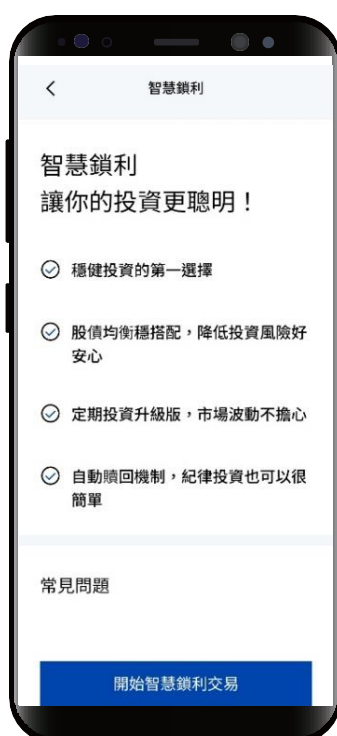 智慧鎖利
智慧鎖利
讓你的投資更聰明！
穩健投資的第一選擇
股債均衡穩搭配，降低投資風險好
安心
定期投資升級版，市場波動不擔心
自動贖回機制，紀律投資也可以很
簡單
常見問題
開始智慧鎖利交易